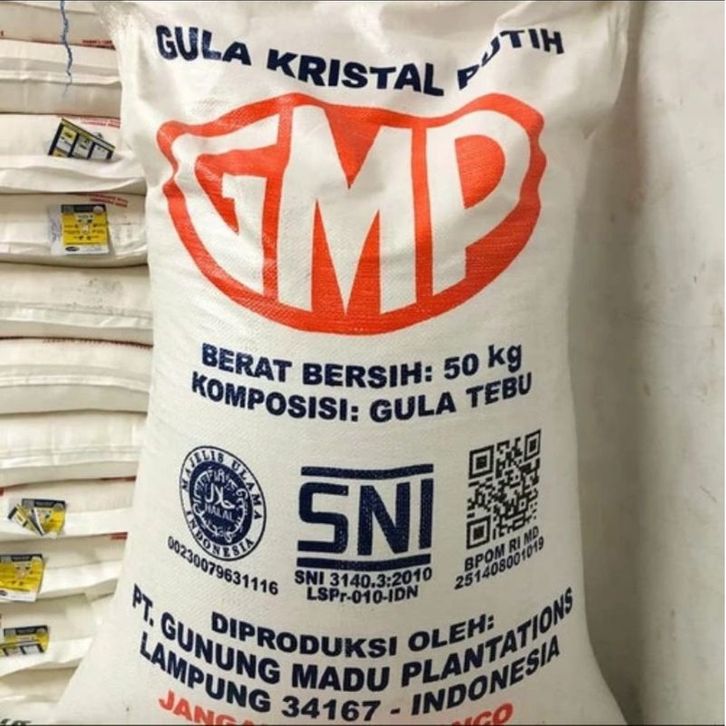 GULA KRISTAL PUTIH
GMP
BERAT BERSIH: 50 kg
KOMPOSISI: GULA TEBU
MAJELIS ULAMA
حلال
HALAL
INDONESIA
00230079631116
SNI
SNI 3140.3:2010
LSPr-010-IDN
BPOM RI MD
251408001019
DIPRODUKSI OLEH:
PT. GUNUNG MADU PLANTATIONS
LAMPUNG 34167 - INDONESIA